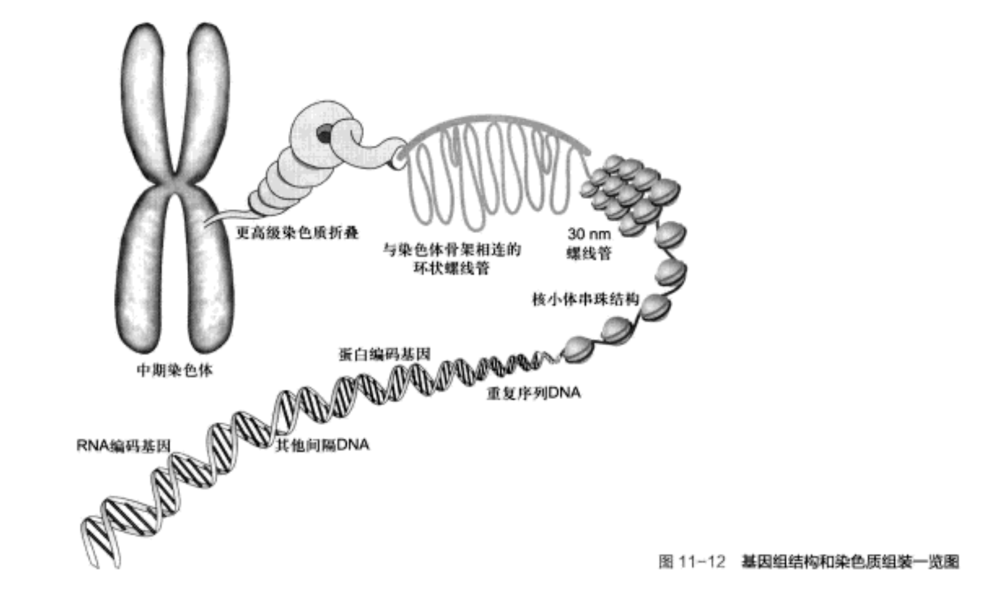 更高级染色质折叠
与染色体骨架相连的
环状螺线管
30 nm
螺线管
核小体串珠结构
中期染色体
蛋白编码基因
重复序列DNA
RNA编码基因
其他间隔DNA
图 11-12 基因组结构和染色质组装一览图